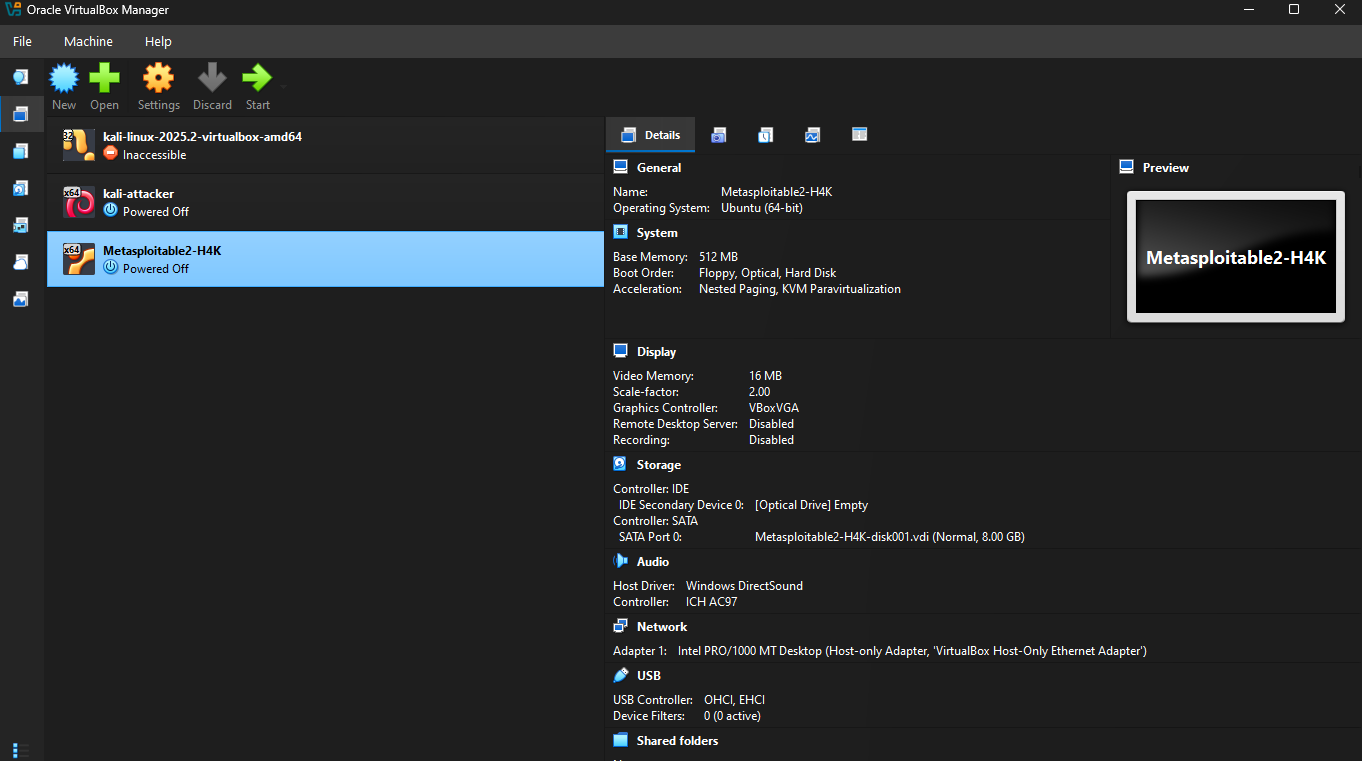 Oracle VirtualBox Manager
File Machine Help
New Open Settings Discard Start
32
kali-linux-2025.2-virtualbox-amd64
Inaccessible
x64
kali-attacker
Powered Off
x64
Metasploitable2-H4K
Powered Off
Details
General
Name: Metasploitable2-H4K
Operating System: Ubuntu (64-bit)
System
Base Memory: 512 MB
Boot Order: Floppy, Optical, Hard Disk
Acceleration: Nested Paging, KVM Paravirtualization
Preview
Metasploitable2-H4K
Display
Video Memory: 16 MB
Scale-factor: 2.00
Graphics Controller: VBoxVGA
Remote Desktop Server: Disabled
Recording: Disabled
Storage
Controller: IDE
IDE Secondary Device 0: [Optical Drive] Empty
Controller: SATA
SATA Port 0: Metasploitable2-H4K-disk001.vdi (Normal, 8.00 GB)
Audio
Host Driver: Windows DirectSound
Controller: ICH AC97
Network
Adapter 1: Intel PRO/1000 MT Desktop (Host-only Adapter, 'VirtualBox Host-Only Ethernet Adapter')
USB
USB Controller: OHCI, EHCI
Device Filters: 0 (0 active)
Shared folders